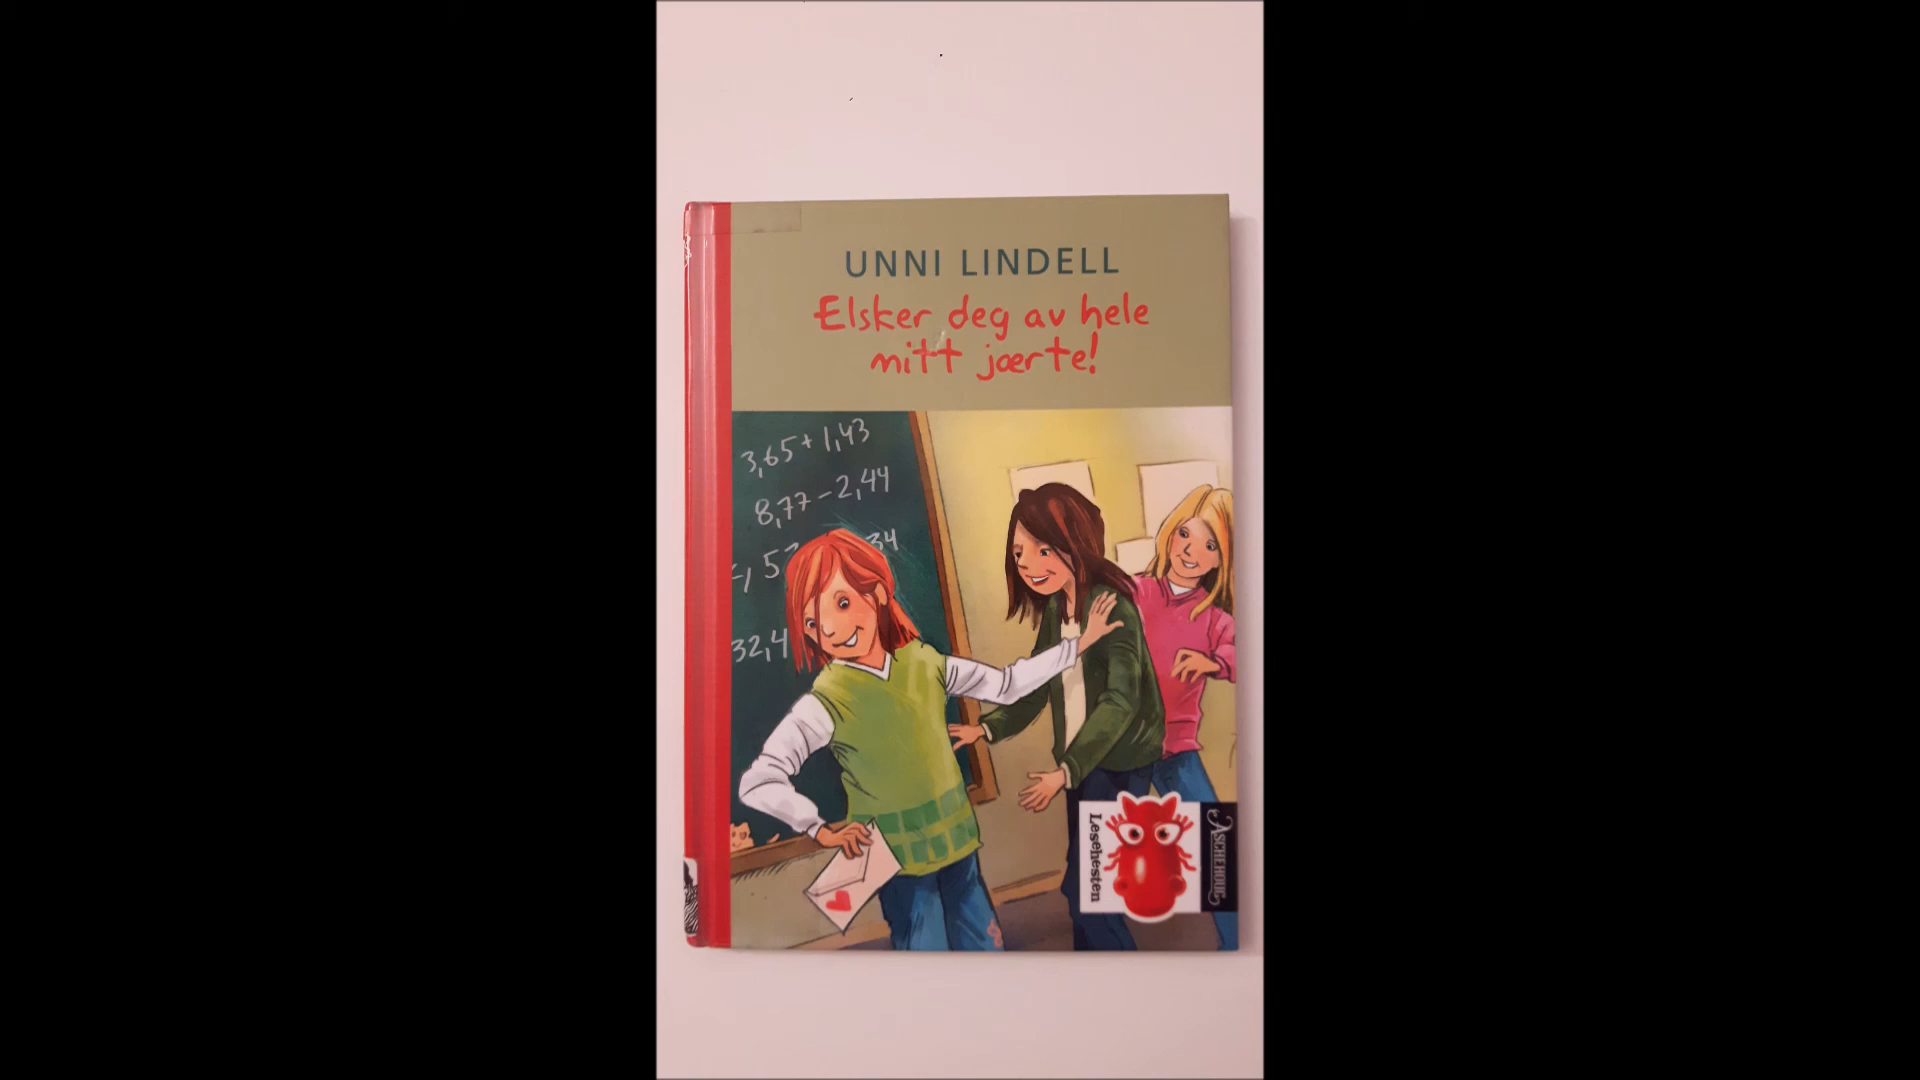 UNNI LINDELL
Elsker deg av hele
mitt jærte!
3,65+1,43
8,77-2,44
34
32,4
Lesehesten
ASCHEHOUG